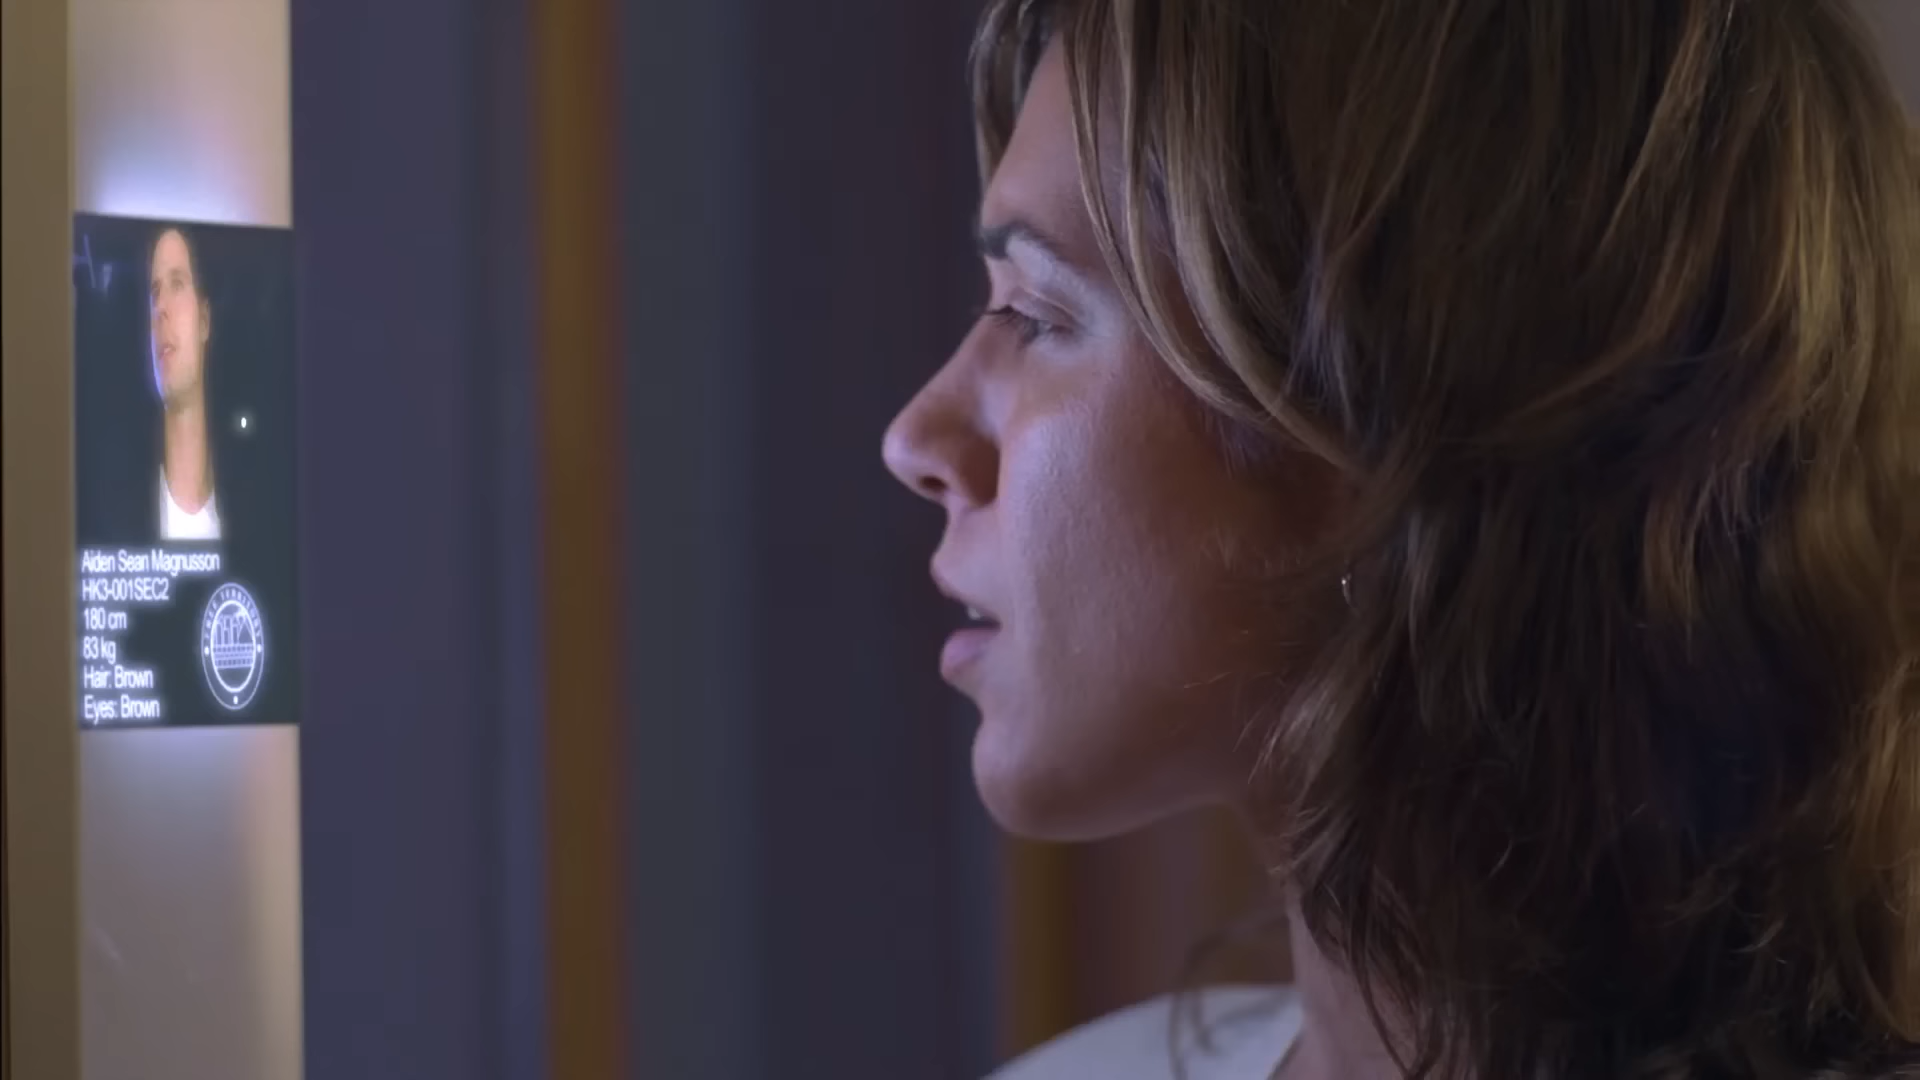 Aiden Sean Magnusson
HK3-001SEC2
180 cm
83 kg
Hair: Brown
Eyes: Brown